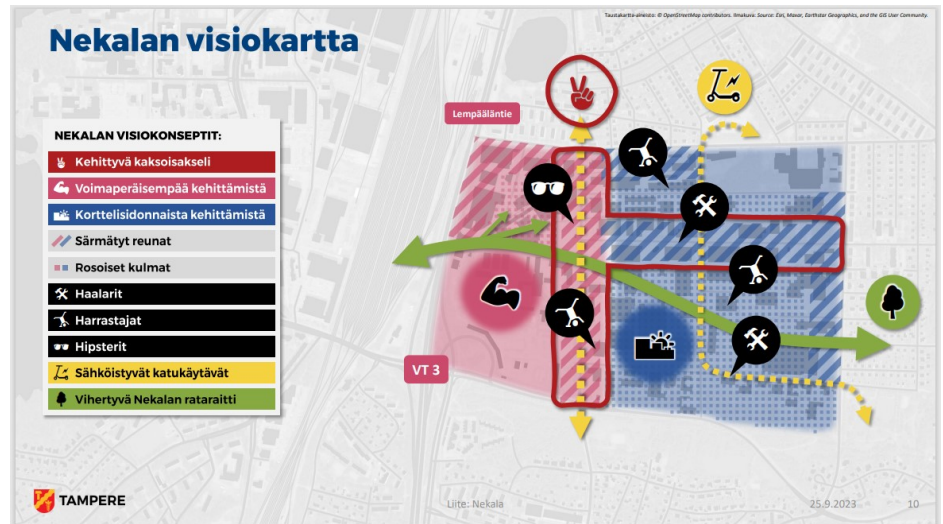 Taustakartta-aineisto: © OpenStreetMap contributors. Ilmakuva: Source: Esri, Maxar, Earthstar Geographics, and the GIS User Community.
Nekalan visiokartta
Lempääläntie
NEKALAN VISIOKONSEPTIT:
Kehittyvä kaksoisakseli
Voimaperäisempää kehittämistä
Korttelisidonnaista kehittämistä
Särmätyt reunat
Rosoiset kulmat
Haalarit
Harrastajat
Hipsterit
Sähköistyvät katukäytävät
Vihertyvä Nekalan rataraitti
VT 3
TAMPERE
Liite: Nekala
25.9.2023
10